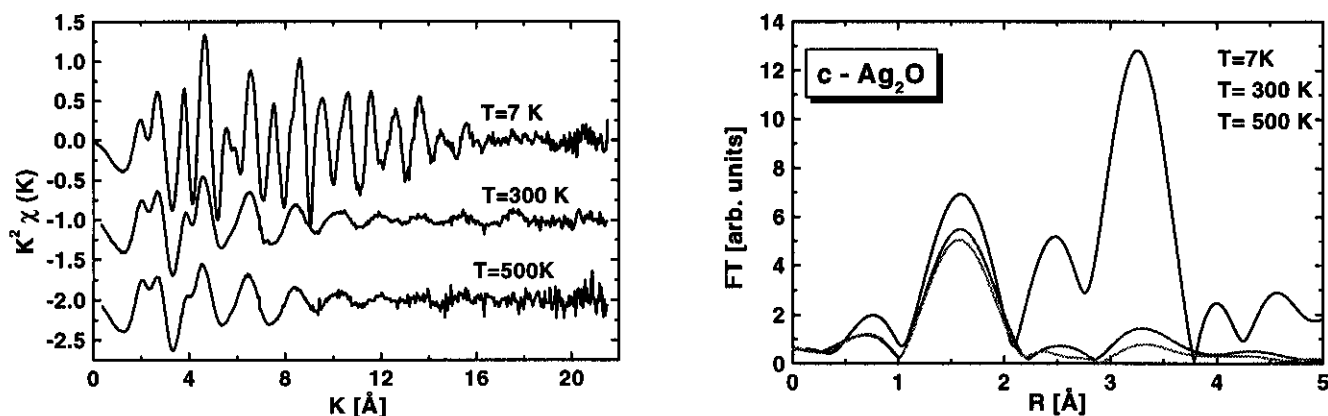 1.5
1.0
0.5
0.0
-0.5
-1.0
-1.5
-2.0
-2.5
K² χ (K)
T=7 K
T=300 K
T=500K
0 4 8 12 16 20
K [Å]
14
12
10
8
6
4
2
0
FT [arb. units]
c - Ag₂O
T=7K
T= 300 K
T= 500 K
0 1 2 3 4 5
R [Å]